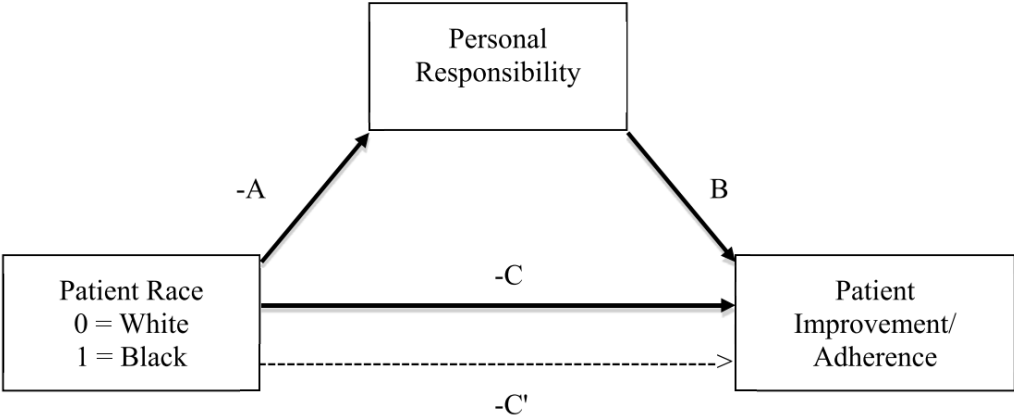 Personal
Responsibility
-A
B
-C
Patient Race
0 = White
1 = Black
Patient
Improvement/
Adherence
-C'